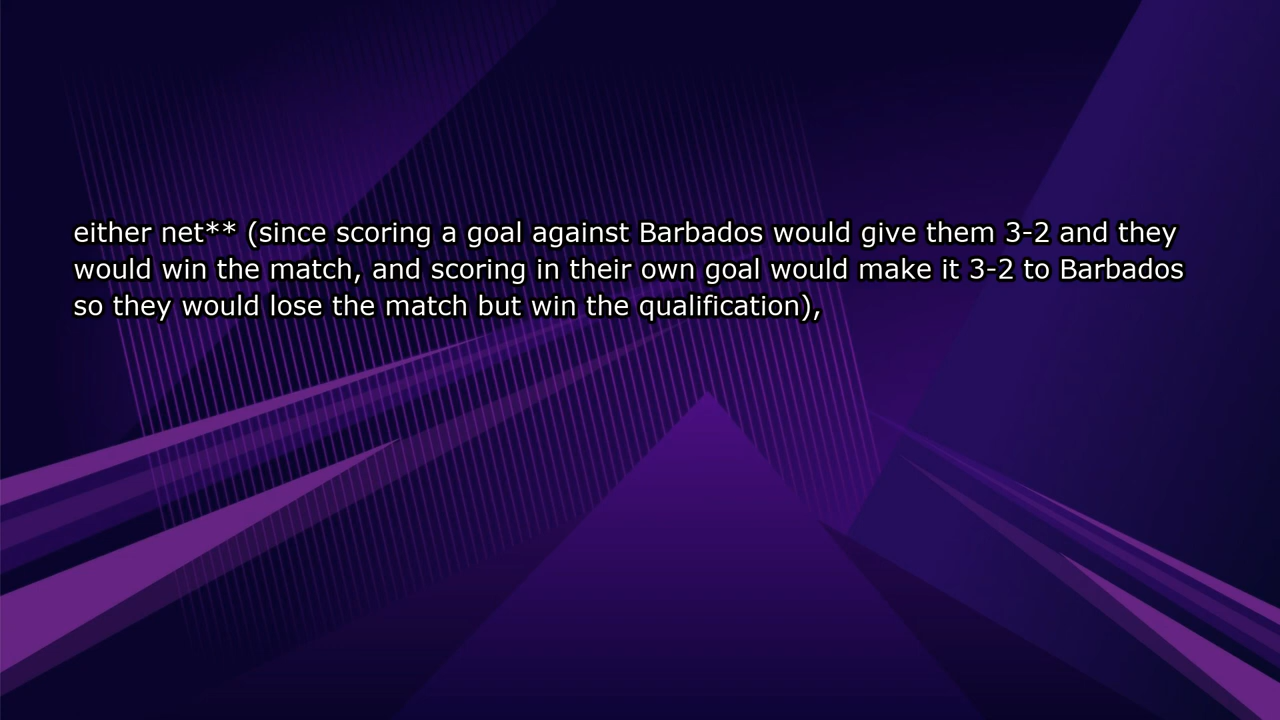 either net** (since scoring a goal against Barbados would give them 3-2 and they
would win the match, and scoring in their own goal would make it 3-2 to Barbados
so they would lose the match but win the qualification),